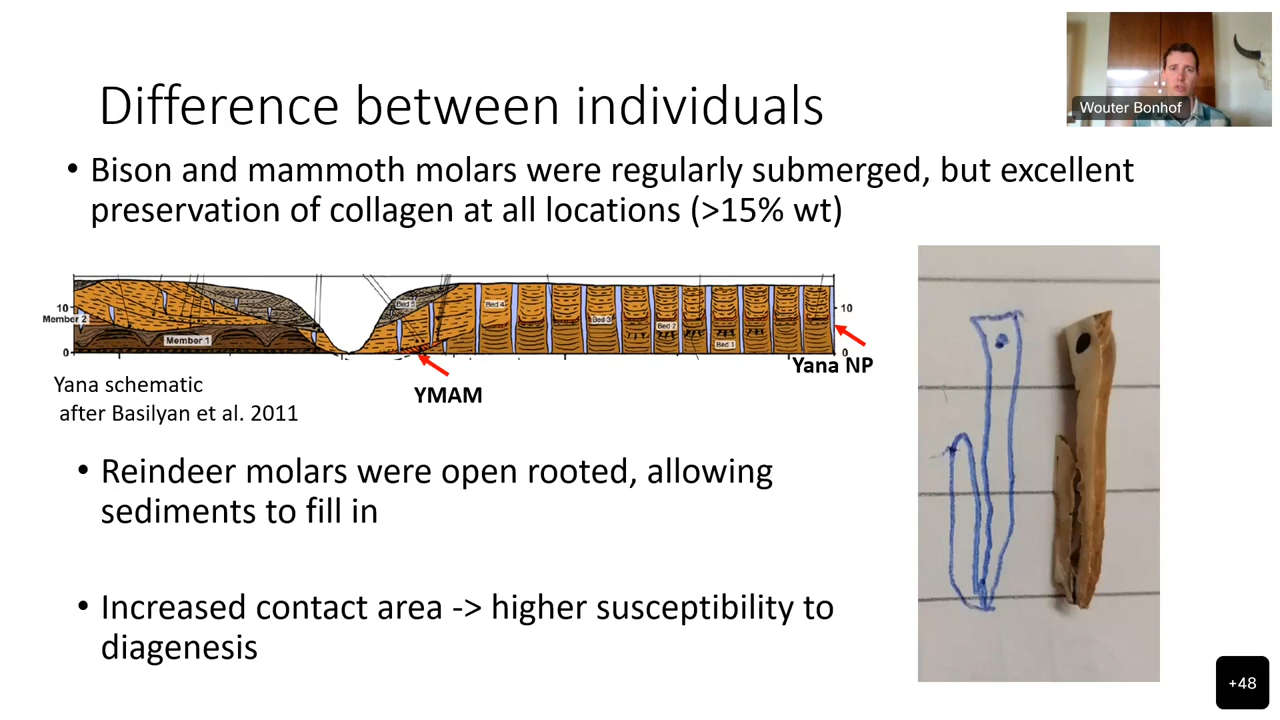 Wouter Bonhof
Difference between individuals
• Bison and mammoth molars were regularly submerged, but excellent
preservation of collagen at all locations (>15% wt)
10
Member 2
Member 1
0
Bed 5
Bed 4
Bed 3
Bed 2
Bed 1
10
0
YMAM
Yana NP
Yana schematic
after Basilyan et al. 2011
• Reindeer molars were open rooted, allowing
sediments to fill in
• Increased contact area -> higher susceptibility to
diagenesis
+48